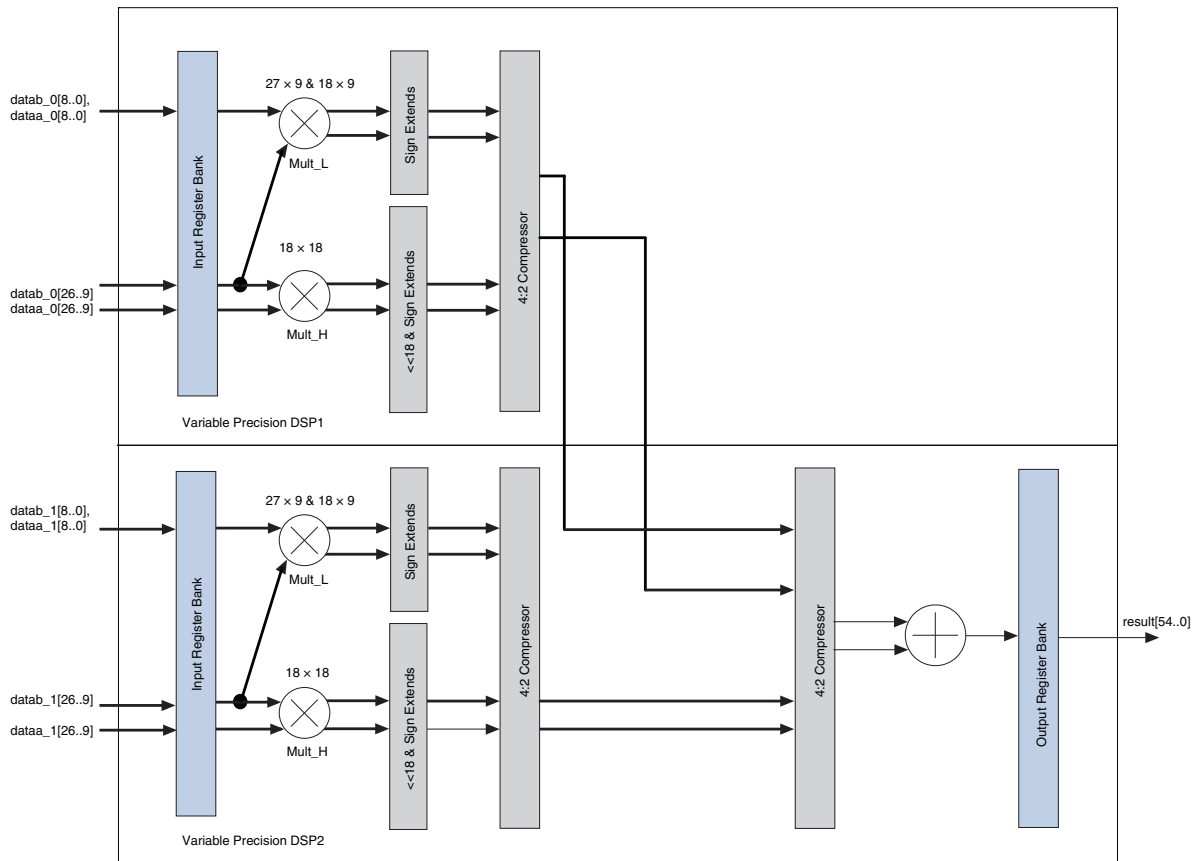 datab_0[8..0],
dataa_0[8..0]
Input Register Bank
27 × 9 & 18 × 9
Mult_L
Sign Extends
4:2 Compressor
datab_0[26..9]
dataa_0[26..9]
18 × 18
Mult_H
<<18 & Sign Extends
Variable Precision DSP1
datab_1[8..0],
dataa_1[8..0]
Input Register Bank
27 × 9 & 18 × 9
Mult_L
Sign Extends
4:2 Compressor
4:2 Compressor
Output Register Bank
result[54..0]
datab_1[26..9]
dataa_1[26..9]
18 × 18
Mult_H
<<18 & Sign Extends
Variable Precision DSP2